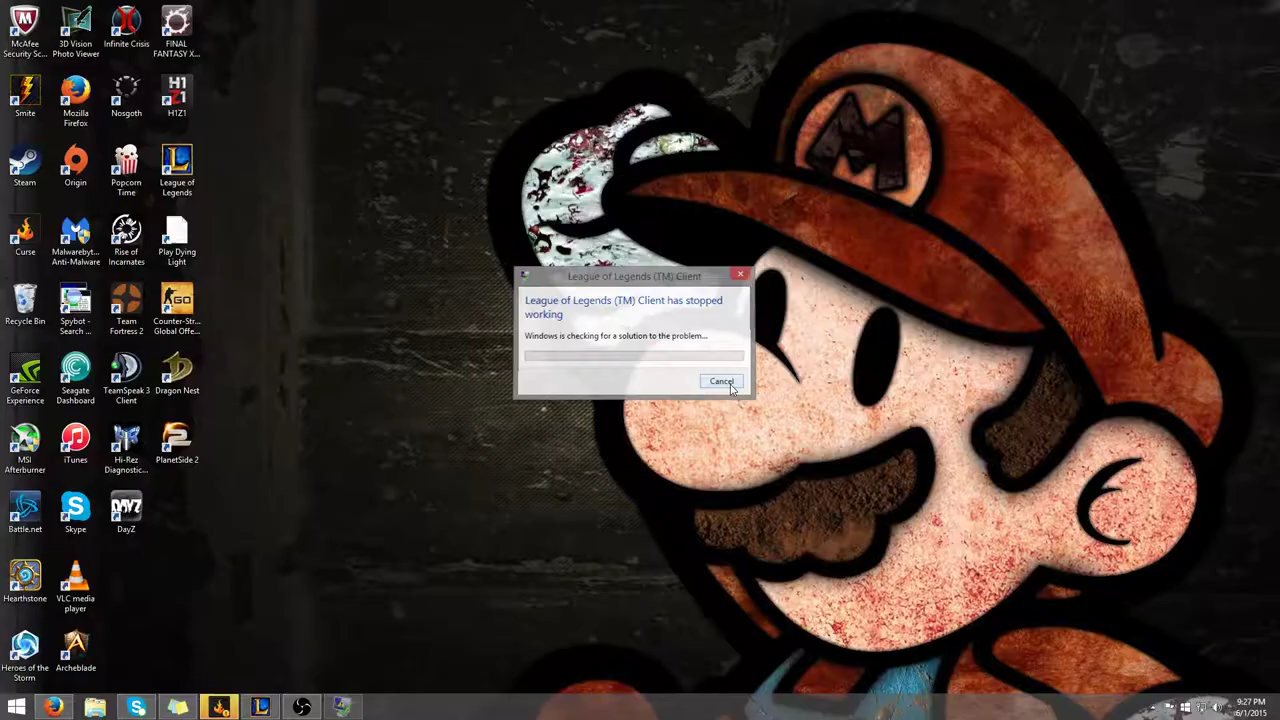 McAfee
Security Sc...
3D Vision
Photo Viewer
Infinite Crisis
FINAL
FANTASY X...
Smite
Mozilla
Firefox
Nosgoth
H1
Z1
H1Z1
Steam
Origin
Popcorn
Time
L
League of
Legends
Curse
Malwareby...
Anti-Malware
Rise of
Incarnates
Play Dying
Light
Recycle Bin
Spybot -
Search ...
Team
Fortress 2
GO
Counter-Str...
Global Offe...
GeForce
Experience
Seagate
Dashboard
TeamSpeak 3
Client
Dragon Nest
MSI
Afterburner
iTunes
Hi-Rez
Diagnostic...
PlanetSide 2
Battle.net
Skype
DAYZ
DayZ
Hearthstone
VLC media
player
Heroes of the
Storm
Archeblade
M
League of Legends (TM) Client
League of Legends (TM) Client has stopped
working
Windows is checking for a solution to the problem...
Cancel
9:27 PM
6/1/2015